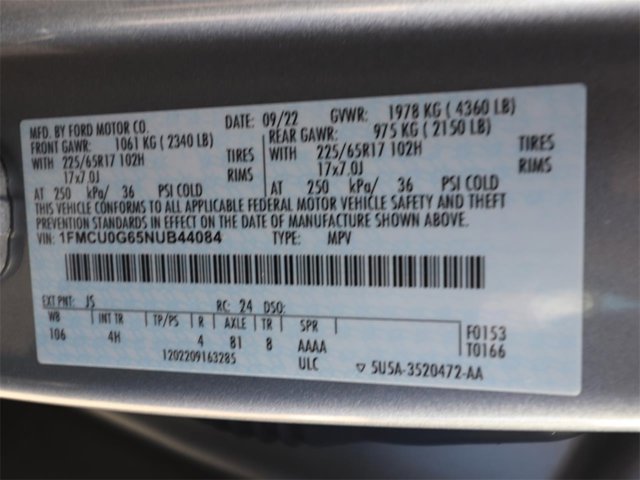 MFD. BY FORD MOTOR CO. DATE: 09/22 GVWR: 1978 KG ( 4360 LB)
FRONT GAWR: 1061 KG ( 2340 LB) REAR GAWR: 975 KG ( 2150 LB)
WITH 225/65R17 102H TIRES WITH 225/65R17 102H TIRES
17x7.0J RIMS 17x7.0J RIMS
AT 250 kPa/ 36 PSI COLD AT 250 kPa/ 36 PSI COLD
THIS VEHICLE CONFORMS TO ALL APPLICABLE FEDERAL MOTOR VEHICLE SAFETY AND THEFT
PREVENTION STANDARDS IN EFFECT ON THE DATE OF MANUFACTURE SHOWN ABOVE.
VIN: 1FMCU0G65NUB44084 TYPE: MPV
EXT PNT: JS RC: 24 DSO:
WB INT TR TP/PS R AXLE TR SPR F0153
106 4H 4 81 8 AAAA T0166
1202209163285 ULC ▽ 5U5A-3520472-AA